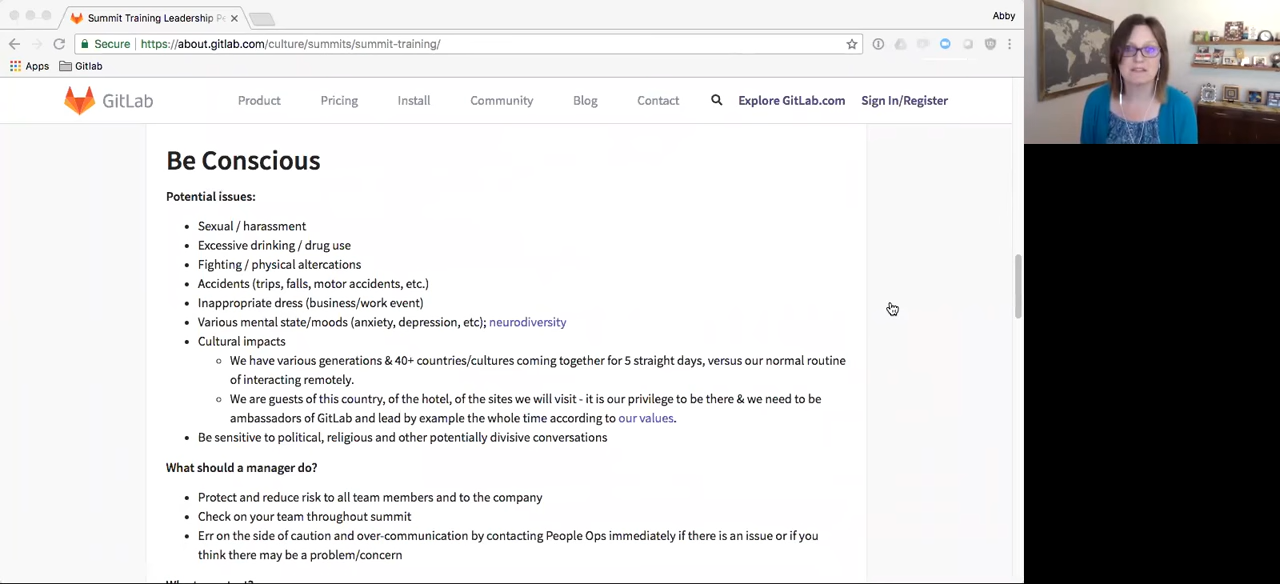 Summit Training Leadership Pe
Abby
Secure https://about.gitlab.com/culture/summits/summit-training/
Apps Gitlab
GitLab Product Pricing Install Community Blog Contact Explore GitLab.com Sign In/Register
Be Conscious
Potential issues:
• Sexual / harassment
• Excessive drinking / drug use
• Fighting / physical altercations
• Accidents (trips, falls, motor accidents, etc.)
• Inappropriate dress (business/work event)
• Various mental state/moods (anxiety, depression, etc); neurodiversity
• Cultural impacts
◦ We have various generations & 40+ countries/cultures coming together for 5 straight days, versus our normal routine
of interacting remotely.
◦ We are guests of this country, of the hotel, of the sites we will visit - it is our privilege to be there & we need to be
ambassadors of GitLab and lead by example the whole time according to our values.
• Be sensitive to political, religious and other potentially divisive conversations
What should a manager do?
• Protect and reduce risk to all team members and to the company
• Check on your team throughout summit
• Err on the side of caution and over-communication by contacting People Ops immediately if there is an issue or if you
think there may be a problem/concern